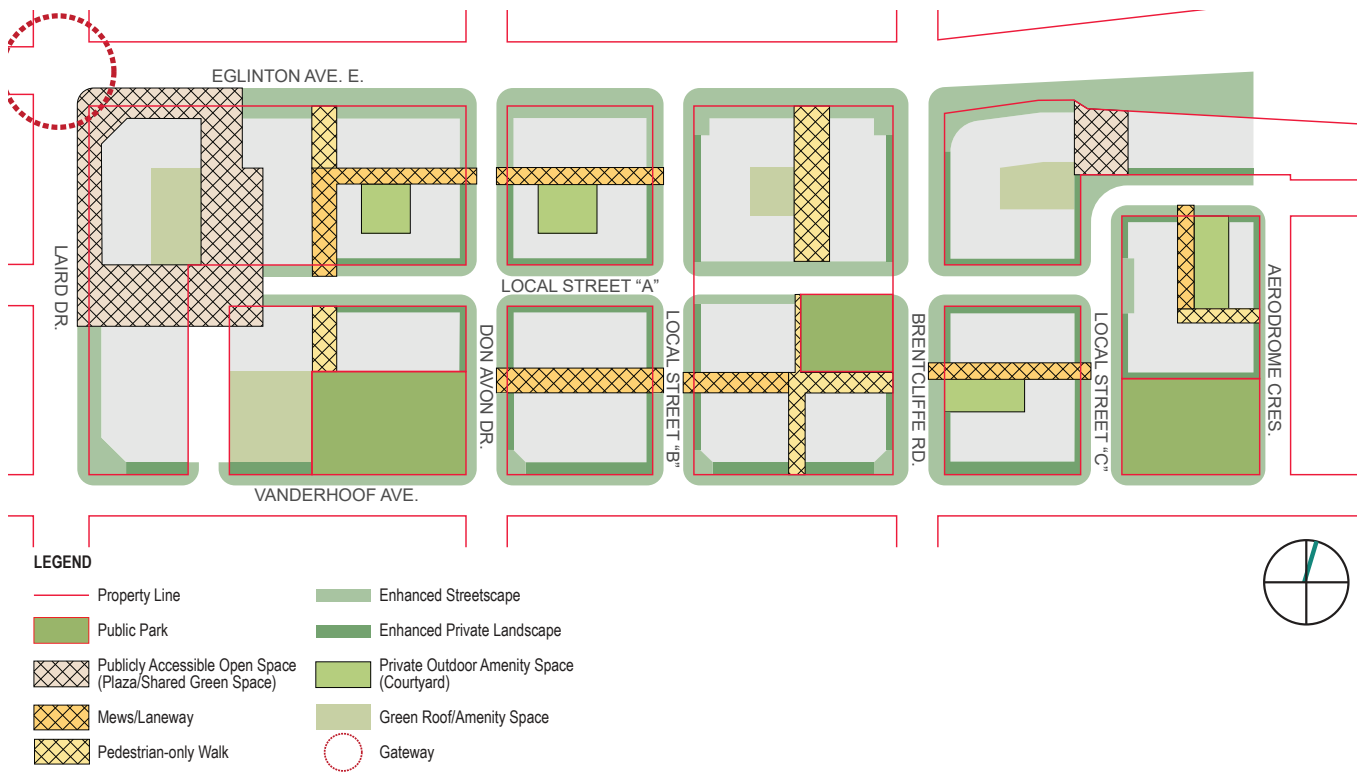 EGLINTON AVE. E.
LAIRD DR.
LOCAL STREET “A”
DON AVON DR.
LOCAL STREET “B”
BRENTCLIFFE RD.
LOCAL STREET “C”
AERODROME CRES.
VANDERHOOF AVE.
LEGEND
Property Line
Public Park
Publicly Accessible Open Space
(Plaza/Shared Green Space)
Mews/Laneway
Pedestrian-only Walk
Enhanced Streetscape
Enhanced Private Landscape
Private Outdoor Amenity Space
(Courtyard)
Green Roof/Amenity Space
Gateway